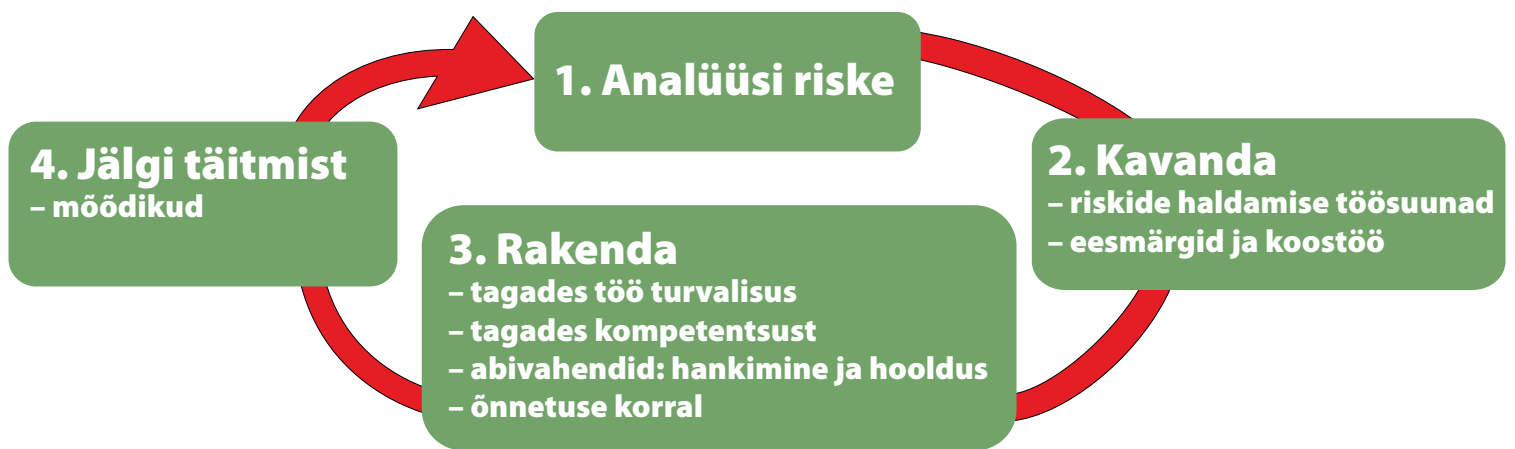 1. Analüüsi riske
2. Kavanda
– riskide haldamise töösuunad
– eesmärgid ja koostöö
3. Rakenda
– tagades töö turvalisus
– tagades kompetentsust
– abivahendid: hankimine ja hooldus
– õnnetuse korral
4. Jälgi täitmist
– mõõdikud